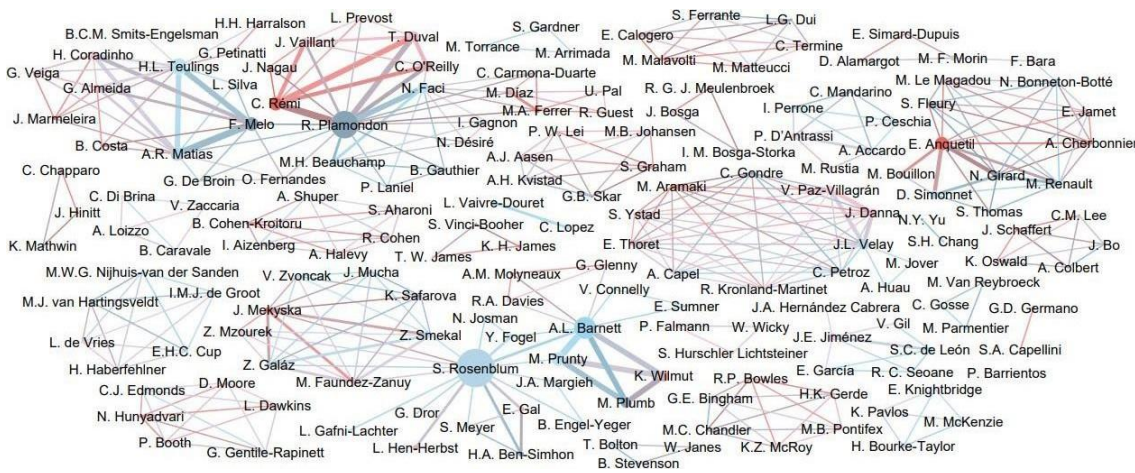 H.H. Harralson
L. Prevost
B.C.M. Smits-Engelsman
G. Petinatti
J. Vaillant
T. Duval
S. Gardner
M. Torrance
M. Arrimada
H. Coradinho
H.L. Teulings
J. Nagau
C. O'Reilly
G. Veiga
G. Almeida
L. Silva
C. Rémi
N. Faci
C. Carmona-Duarte
M. Diaz
U. Pal
M.A. Ferrer
R. Guest
J. Marmeleira
F. Melo
R. Plamondon
I. Gagnon
N. Désiré
B. Costa
A.R. Matias
M.H. Beauchamp
B. Gauthier
G. De Broin
O. Fernandes
P. Laniel
S. Ferrante
L.G. Dui
E. Calogero
C. Termine
M. Malavolti
M. Matteucci
E. Simard-Dupuis
D. Alamargot
M. F. Morin
F. Bara
R. G. J. Meulenbroek
J. Bosga
I. M. Bosga-Storka
C. Mandarino
I. Perrone
P. Ceschia
P. D'Antrassi
A. Accardo
M. Rustia
M. Le Magadou
N. Bonneton-Botté
S. Fleury
E. Jamet
E. Anquetil
A. Cherbonnier
M. Bouillon
N. Girard
M. Renault
D. Simonnet
S. Thomas
P. W. Lei
M.B. Johansen
A.J. Aasen
S. Graham
A.H. Kvistad
G.B. Skar
C. Chapparo
J. Hinitt
K. Mathwin
C. Di Brina
V. Zaccaria
A. Loizzo
B. Caravale
A. Shuper
B. Cohen-Kroitoru
S. Aharoni
I. Aizenberg
R. Cohen
A. Halevy
L. Vaivre-Douret
C. Lopez
S. Vinci-Booher
K. H. James
T. W. James
C. Gondre
M. Aramaki
V. Paz-Villagrán
S. Ystad
J. Danna
E. Thoret
J.L. Velay
A. Capel
C. Petroz
R. Kronland-Martinet
N.Y. Yu
S.H. Chang
C.M. Lee
J. Schaffert
J. Bo
K. Oswald
A. Colbert
A.M. Molyneaux
G. Glenny
R.A. Davies
V. Connelly
M. Jover
A. Huau
M. Van Reybroeck
C. Gosse
M. Parmentier
G.D. Germano
S.A. Capellini
M.W.G. Nijhuis-van der Sanden
I.M.J. de Groot
M.J. van Hartingsveldt
L. de Vries
E.H.C. Cup
H. Haberfehlner
V. Zvoncak
J. Mucha
J. Mekyska
K. Safarova
Z. Mzourek
Z. Smekal
Z. Galáz
M. Faundez-Zanuy
N. Josman
Y. Fogel
A.L. Barnett
E. Sumner
P. Falmann
W. Wicky
S. Hurschler Lichtsteiner
J.A. Hernández Cabrera
J.E. Jiménez
V. Gil
S.C. de León
E. García
R. C. Seoane
P. Barrientos
S. Rosenblum
M. Prunty
K. Wilmut
J.A. Margieh
M. Plumb
C.J. Edmonds
D. Moore
N. Hunyadvari
L. Dawkins
P. Booth
G. Gentile-Rapinett
G. Dror
L. Gafni-Lachter
S. Meyer
E. Gal
L. Hen-Herbst
H.A. Ben-Simhon
B. Engel-Yeger
T. Bolton
W. Janes
B. Stevenson
R.P. Bowles
G.E. Bingham
H.K. Gerde
M.C. Chandler
M.B. Pontifex
K.Z. McRoy
E. Knightbridge
K. Pavlos
M. McKenzie
H. Bourke-Taylor